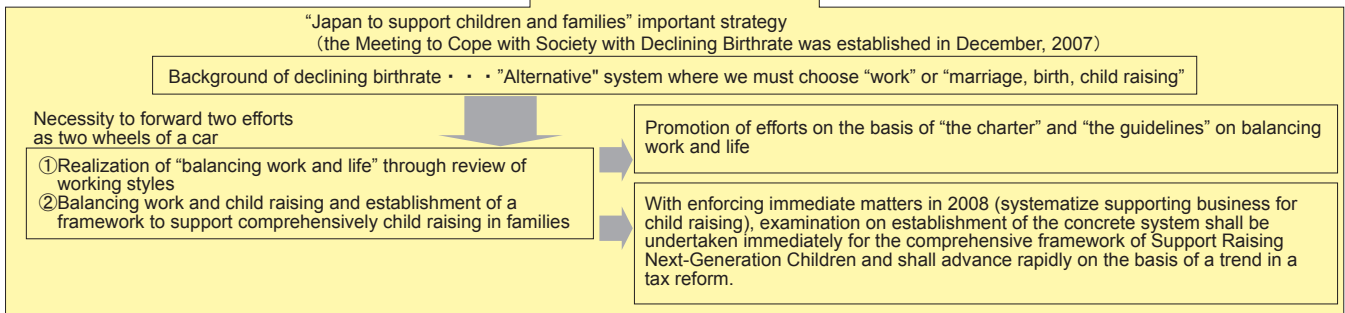 “Japan to support children and families” important strategy
（the Meeting to Cope with Society with Declining Birthrate was established in December, 2007）
Background of declining birthrate・・・”Alternative" system where we must choose “work” or “marriage, birth, child raising”
Necessity to forward two efforts
as two wheels of a car
①Realization of “balancing work and life” through review of
working styles
②Balancing work and child raising and establishment of a
framework to support comprehensively child raising in families
Promotion of efforts on the basis of “the charter” and “the guidelines” on balancing
work and life
With enforcing immediate matters in 2008 (systematize supporting business for
child raising), examination on establishment of the concrete system shall be
undertaken immediately for the comprehensive framework of Support Raising
Next-Generation Children and shall advance rapidly on the basis of a trend in a
tax reform.